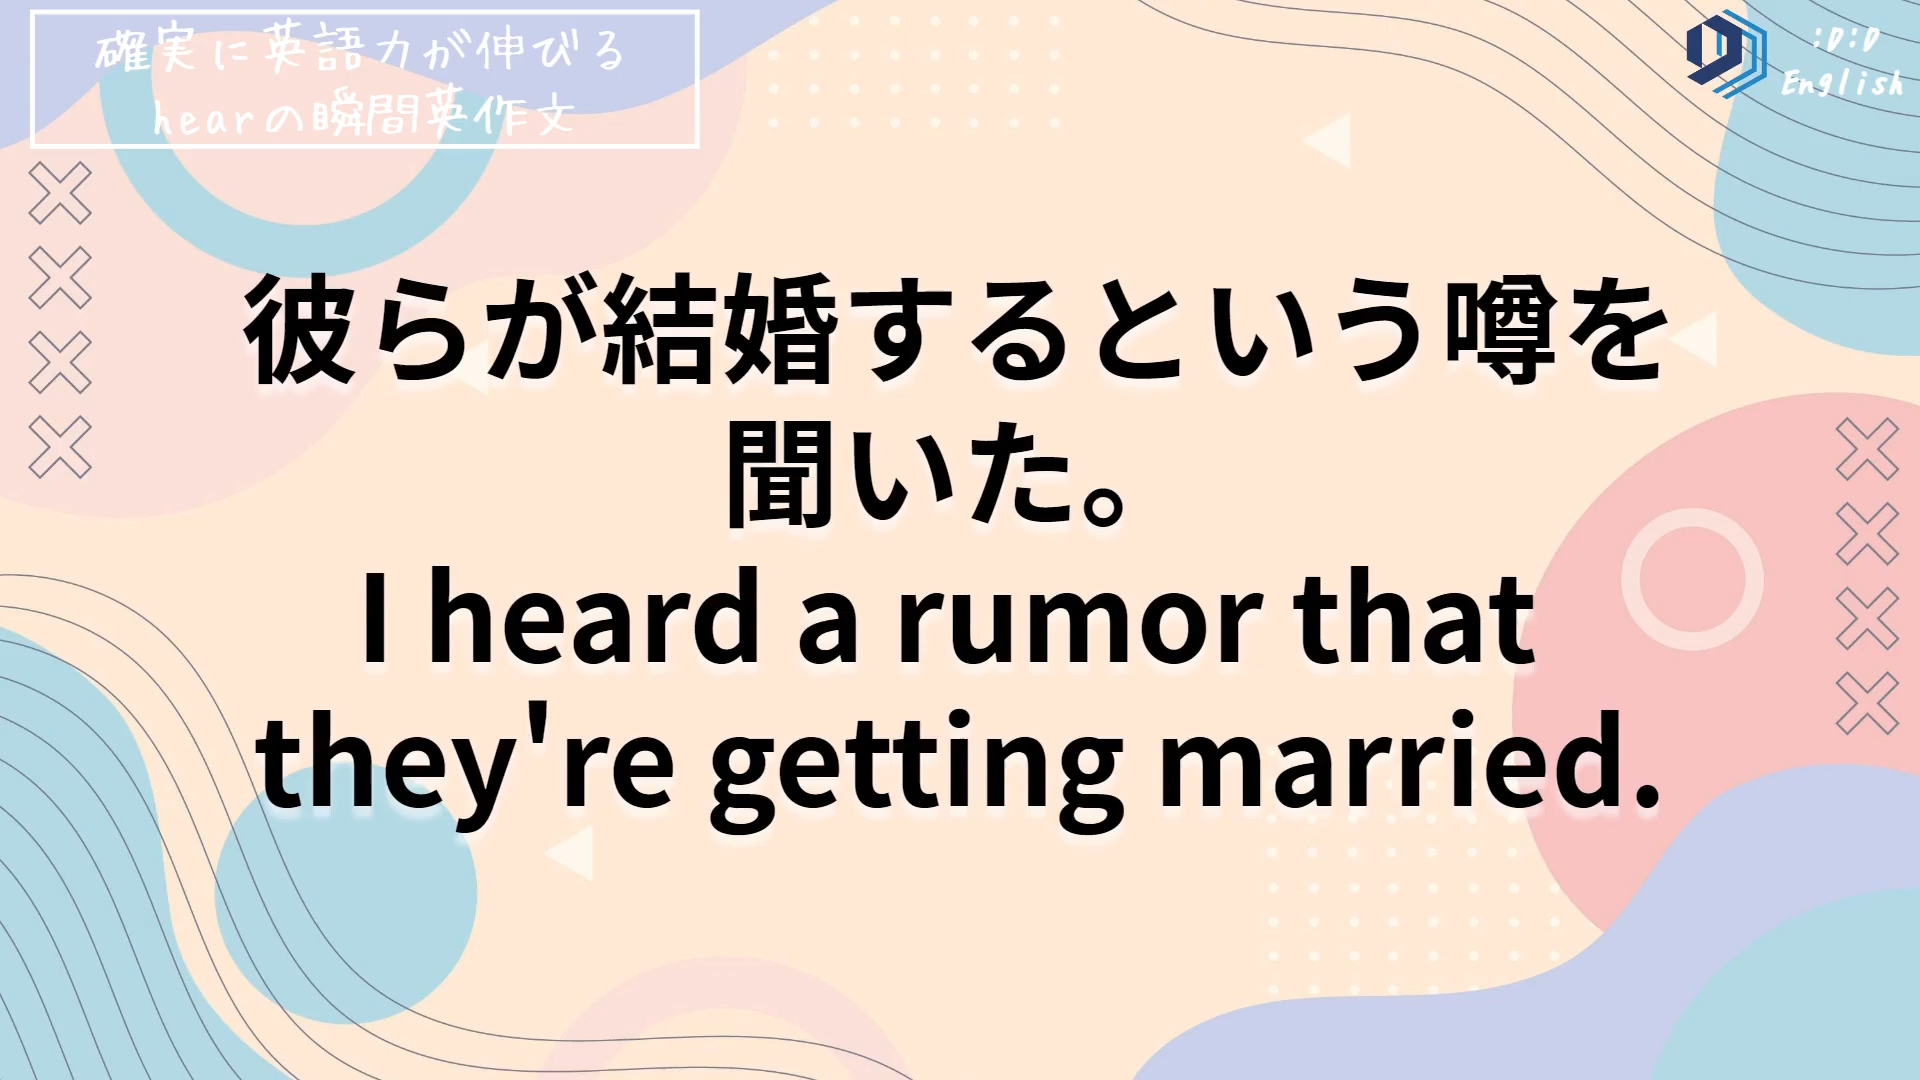 確実に英語力が伸びる
hearの瞬間英作文
:D:D
English
彼らが結婚するという噂を
聞いた。
I heard a rumor that
they're getting married.